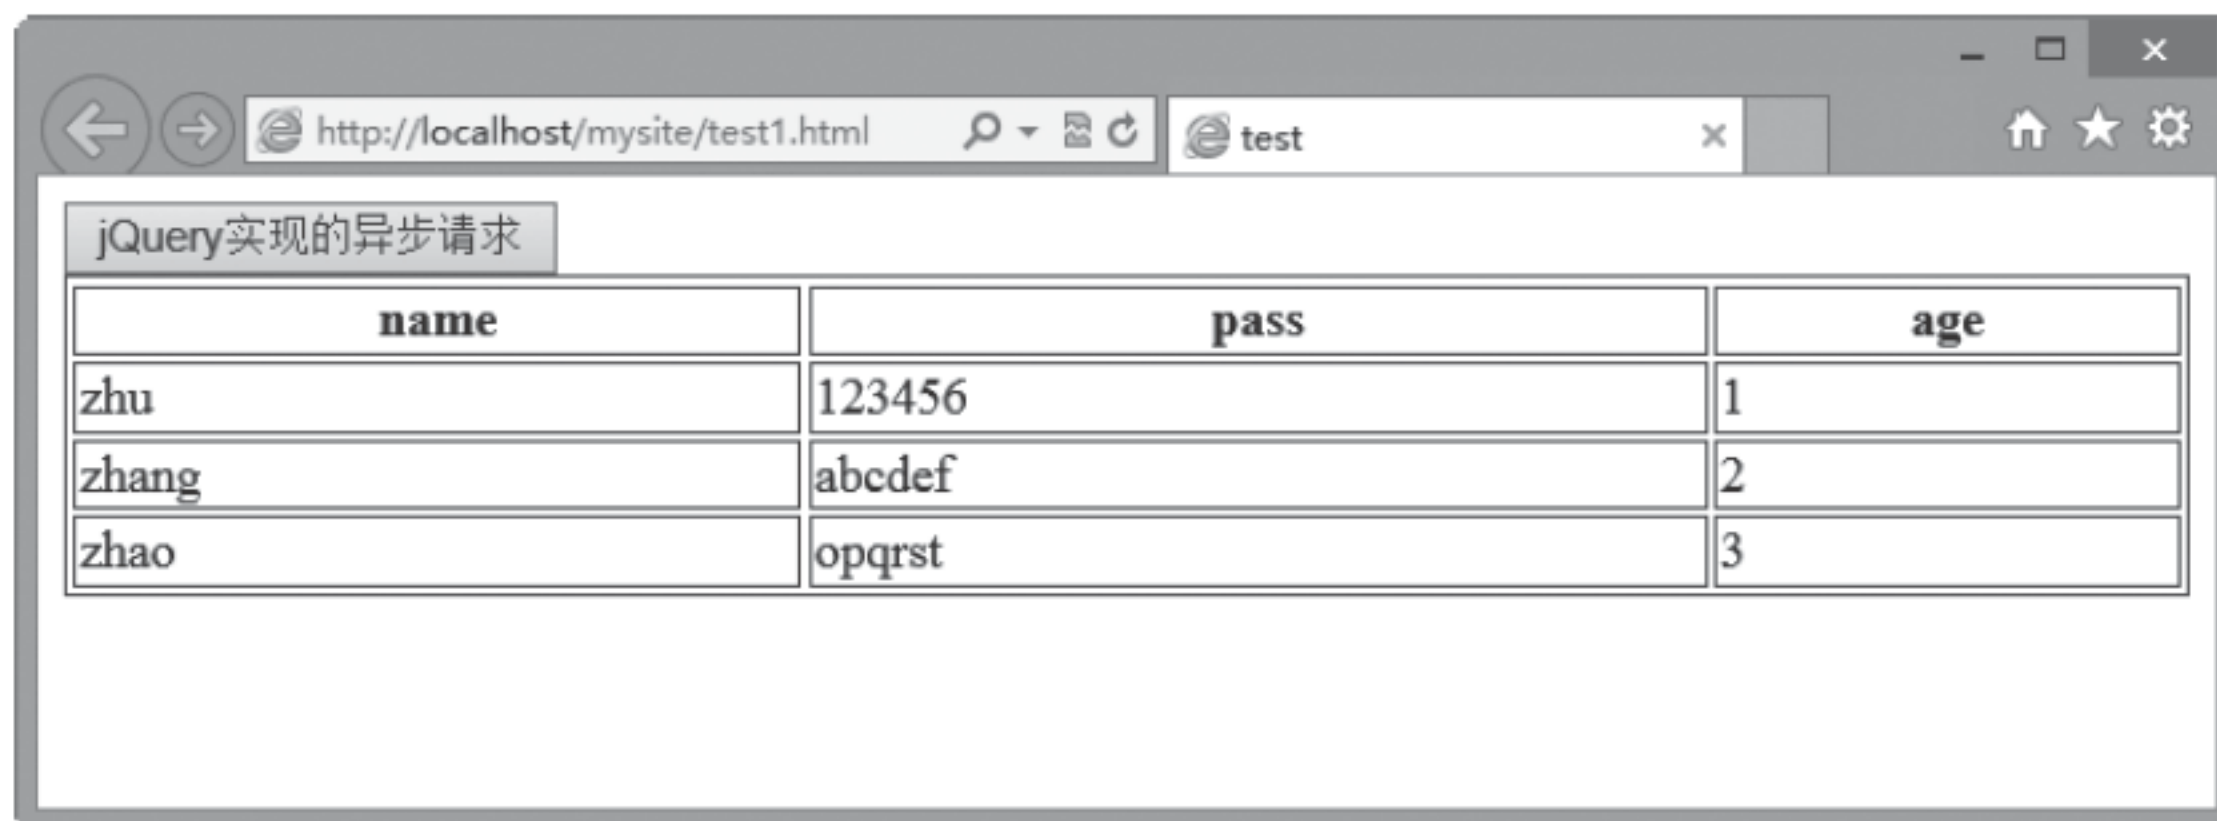 http://localhost/mysite/test1.html test
jQuery实现的异步请求
name pass age
zhu 123456 1
zhang abcdef 2
zhao opqrst 3